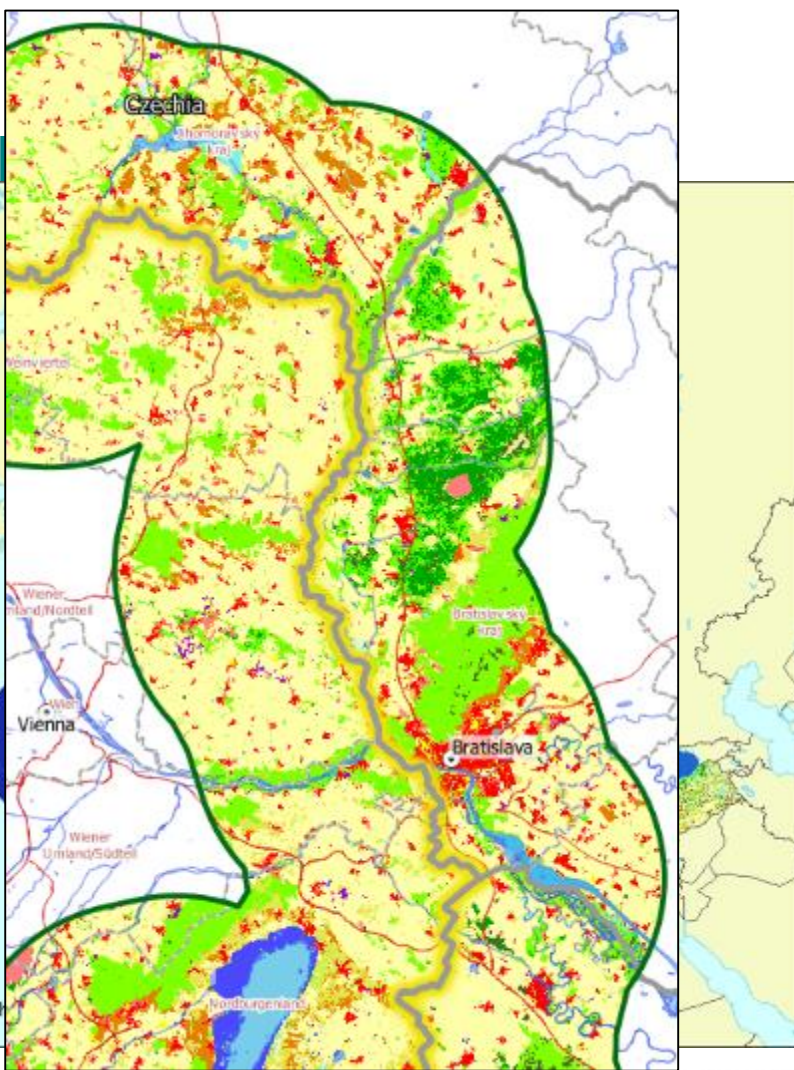 Czechia
Jihomoravský
kraj
Weinviertel
Wiener
Umland/Nordteil
Bratislavský
kraj
Wien
Vienna
Bratislava
Wiener
Umland/Südteil
Nordburgenland